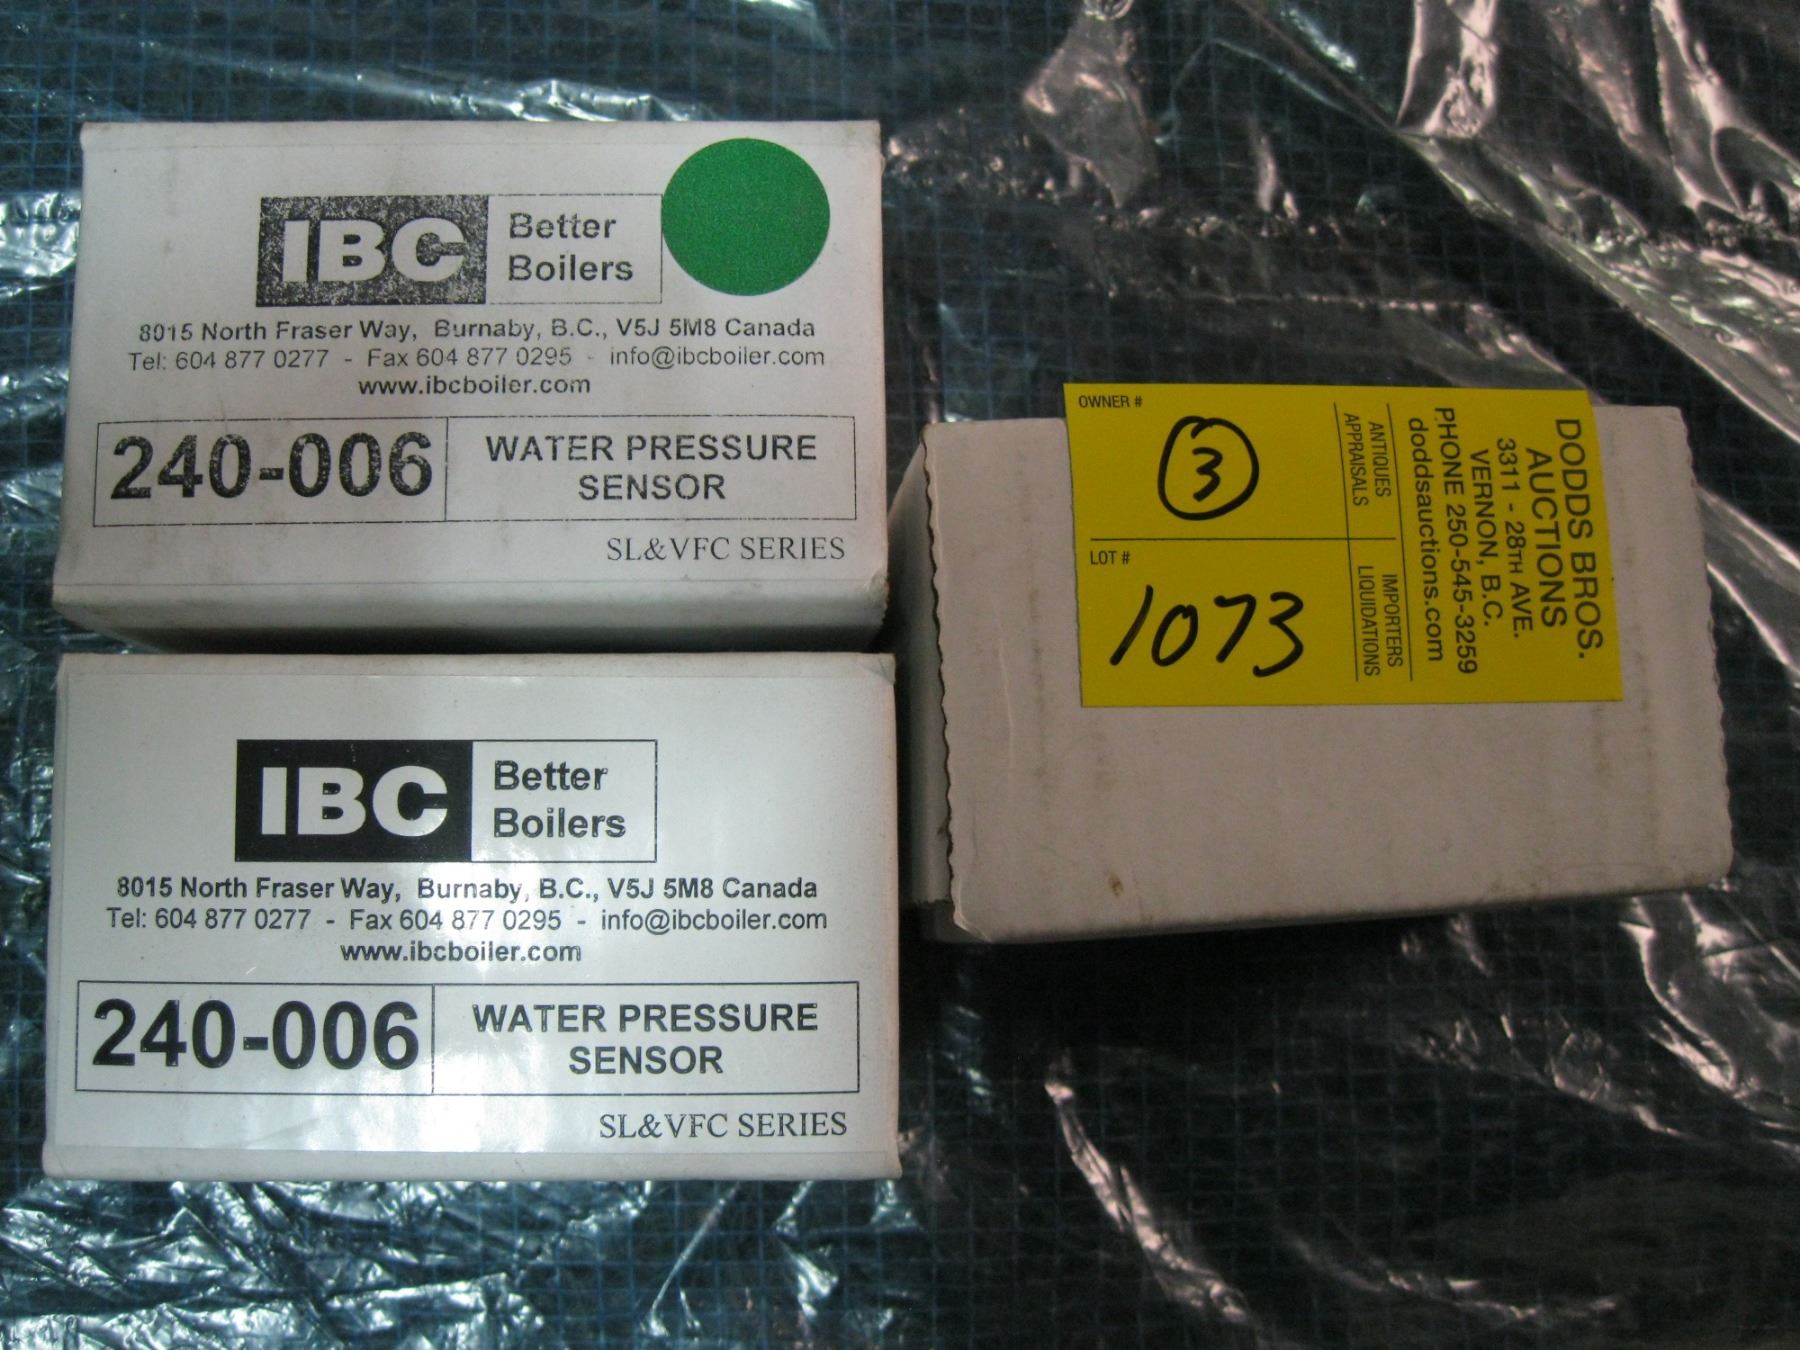 IBC
Better
Boilers
8015 North Fraser Way, Burnaby, B.C., V5J 5M8 Canada
Tel: 604 877 0277 - Fax 604 877 0295 - info@ibcboiler.com
www.ibcboiler.com
240-006
WATER PRESSURE
SENSOR
SL&VFC SERIES
IBC
Better
Boilers
8015 North Fraser Way, Burnaby, B.C., V5J 5M8 Canada
Tel: 604 877 0277 - Fax 604 877 0295 - info@ibcboiler.com
www.ibcboiler.com
240-006
WATER PRESSURE
SENSOR
SL&VFC SERIES
DODDS BROS.
AUCTIONS
3311 - 28TH AVE.
VERNON, B.C.
PHONE 250-545-3259
doddsauctions.com
ANTIQUES
APPRAISALS
IMPORTERS
LIQUIDATIONS
OWNER #
3
LOT #
1073